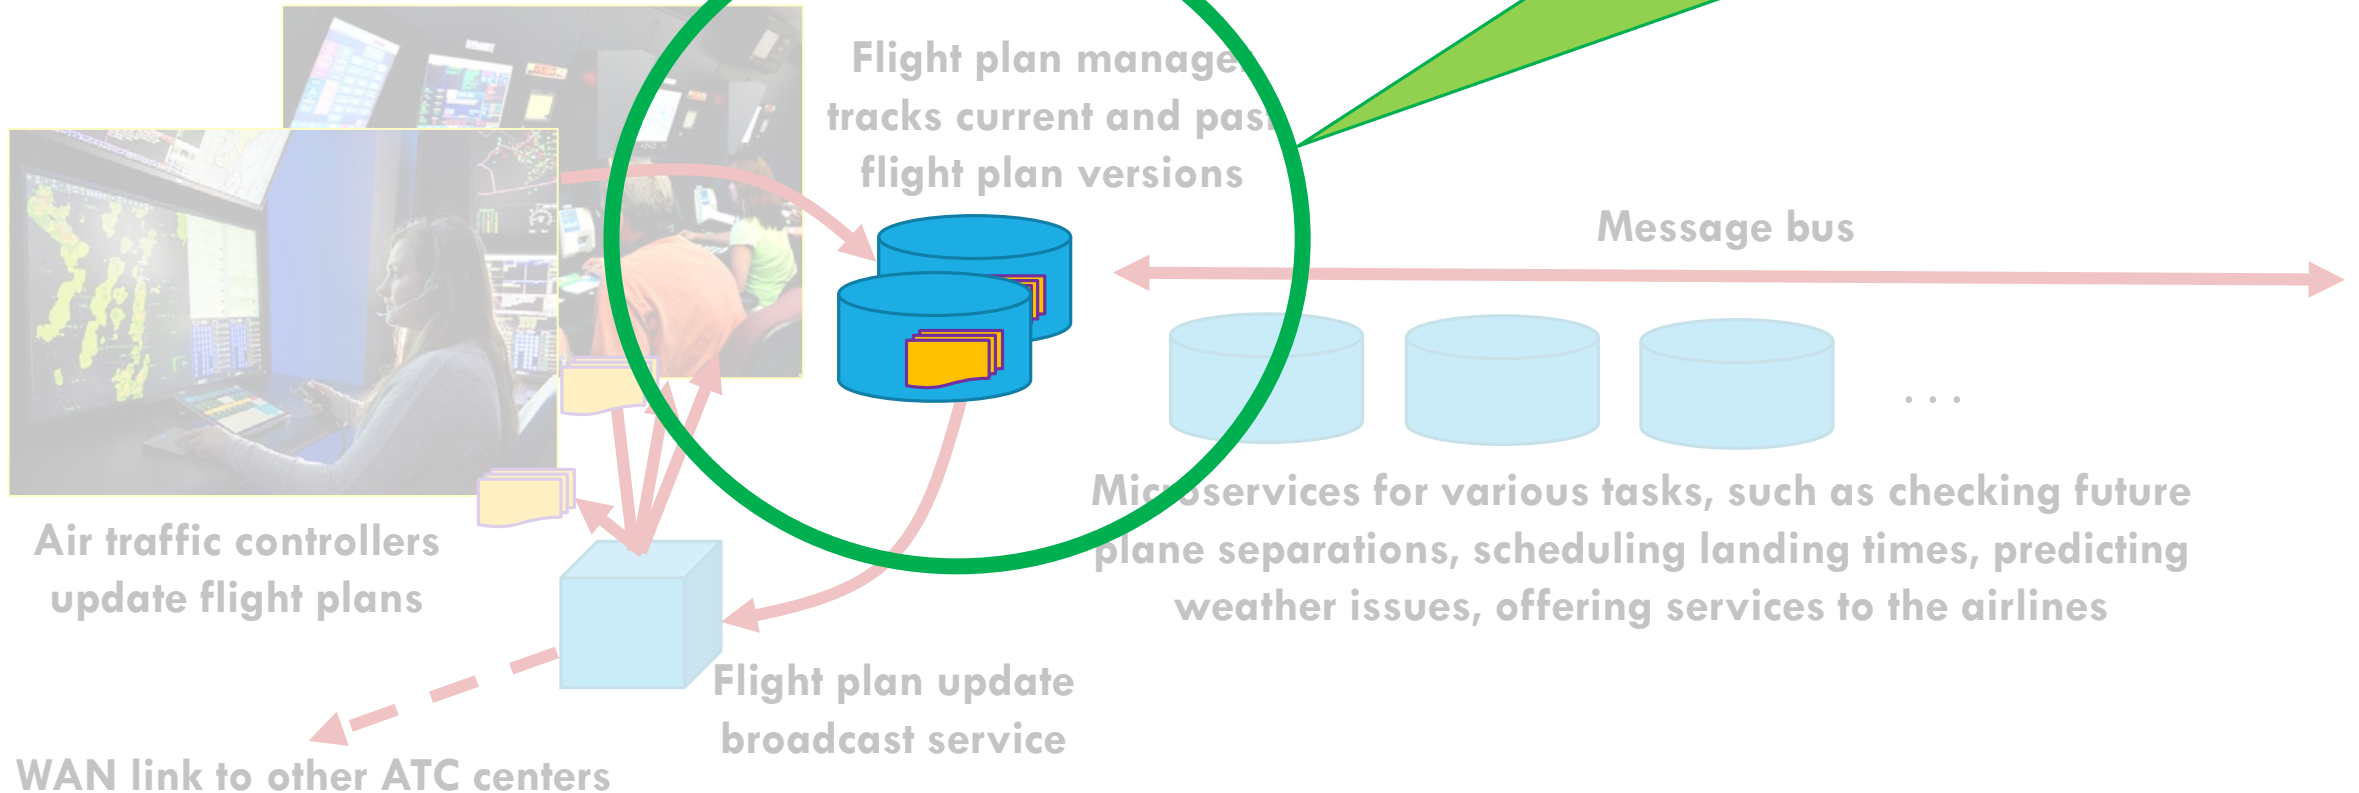 Flight plan manager
tracks current and past
flight plan versions
Message bus
. . .
Microservices for various tasks, such as checking future
plane separations, scheduling landing times, predicting
weather issues, offering services to the airlines
Air traffic controllers
update flight plans
Flight plan update
broadcast service
WAN link to other ATC centers